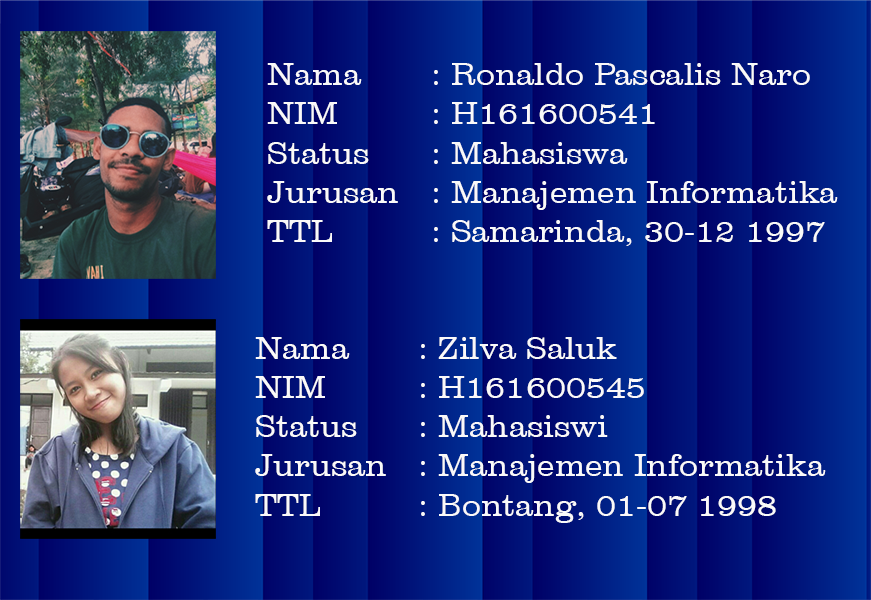 Nama : Ronaldo Pascalis Naro
NIM : H161600541
Status : Mahasiswa
Jurusan : Manajemen Informatika
TTL : Samarinda, 30-12 1997
Nama : Zilva Saluk
NIM : H161600545
Status : Mahasiswi
Jurusan : Manajemen Informatika
TTL : Bontang, 01-07 1998